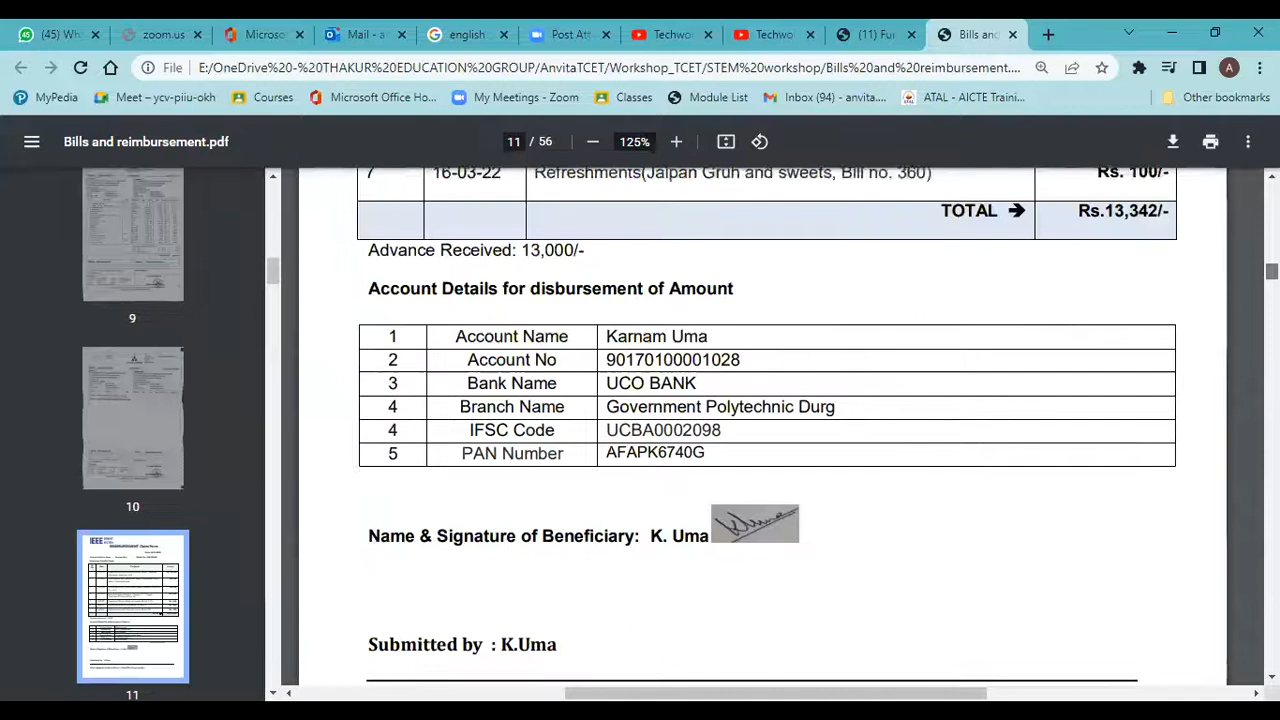 (45) Wh
zoom.us
Microso
Mail - a
english
Post Att
Techwo
Techwo
(11) Fu
Bills and
File
E:/OneDrive%20-%20THAKUR%20EDUCATION%20GROUP/AnvitaTCET/Workshop_TCET/STEM%20workshop/Bills%20and%20reimbursement....
A
MyPedia
Meet – ycv-piiu-okh
Courses
Microsoft Office Ho...
My Meetings - Zoom
Classes
Module List
Inbox (94) - anvita....
ATAL - AICTE Traini...
Other bookmarks
Bills and reimbursement.pdf
11 / 56
125%
9
10
11
7 16-03-22 Refreshments(Jalpan Gruh and sweets, Bill no. 360) Rs. 100/-
TOTAL ➔ Rs.13,342/-
Advance Received: 13,000/-
Account Details for disbursement of Amount
1 Account Name Karnam Uma
2 Account No 90170100001028
3 Bank Name UCO BANK
4 Branch Name Government Polytechnic Durg
4 IFSC Code UCBA0002098
5 PAN Number AFAPK6740G
Name & Signature of Beneficiary: K. Uma
KUma
Submitted by : K.Uma
IEEE